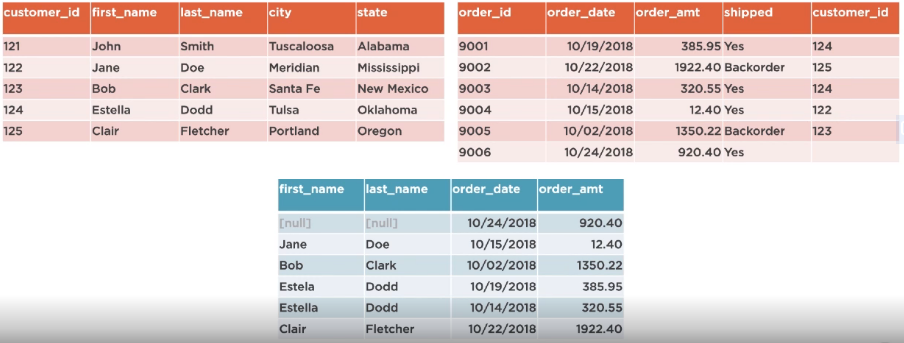 customer_id first_name last_name city state
121 John Smith Tuscaloosa Alabama
122 Jane Doe Meridian Mississippi
123 Bob Clark Santa Fe New Mexico
124 Estella Dodd Tulsa Oklahoma
125 Clair Fletcher Portland Oregon
order_id order_date order_amt shipped customer_id
9001 10/19/2018 385.95 Yes 124
9002 10/22/2018 1922.40 Backorder 125
9003 10/14/2018 320.55 Yes 124
9004 10/15/2018 12.40 Yes 122
9005 10/02/2018 1350.22 Backorder 123
9006 10/24/2018 920.40 Yes
first_name last_name order_date order_amt
[null] [null] 10/24/2018 920.40
Jane Doe 10/15/2018 12.40
Bob Clark 10/02/2018 1350.22
Estela Dodd 10/19/2018 385.95
Estella Dodd 10/14/2018 320.55
Clair Fletcher 10/22/2018 1922.40